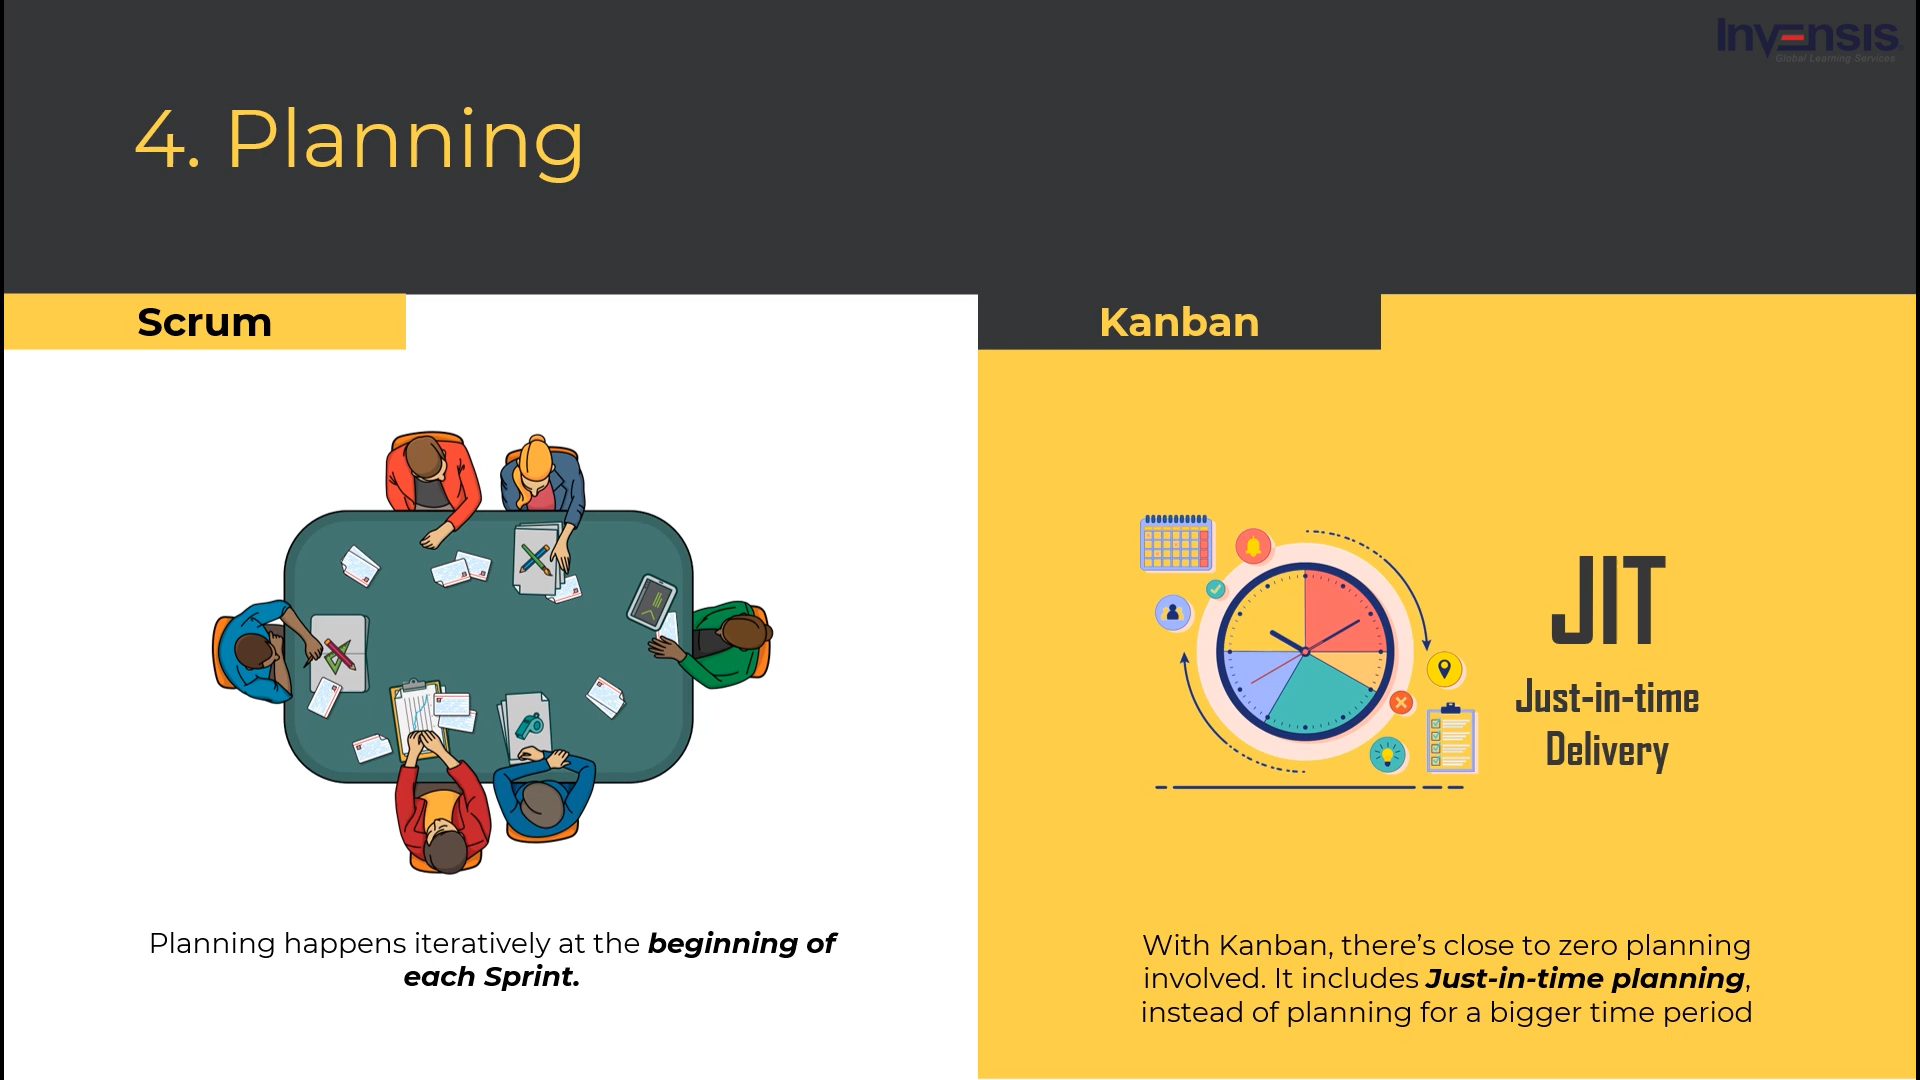 Invensis
Global Learning Services
4. Planning
Scrum
Planning happens iteratively at the beginning of
each Sprint.
Kanban
JIT
Just-in-time
Delivery
With Kanban, there’s close to zero planning
involved. It includes Just-in-time planning,
instead of planning for a bigger time period